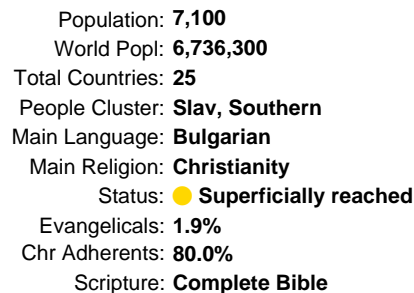 Population: 7,100
World Popl: 6,736,300
Total Countries: 25
People Cluster: Slav, Southern
Main Language: Bulgarian
Main Religion: Christianity
Status: Superficially reached
Evangelicals: 1.9%
Chr Adherents: 80.0%
Scripture: Complete Bible